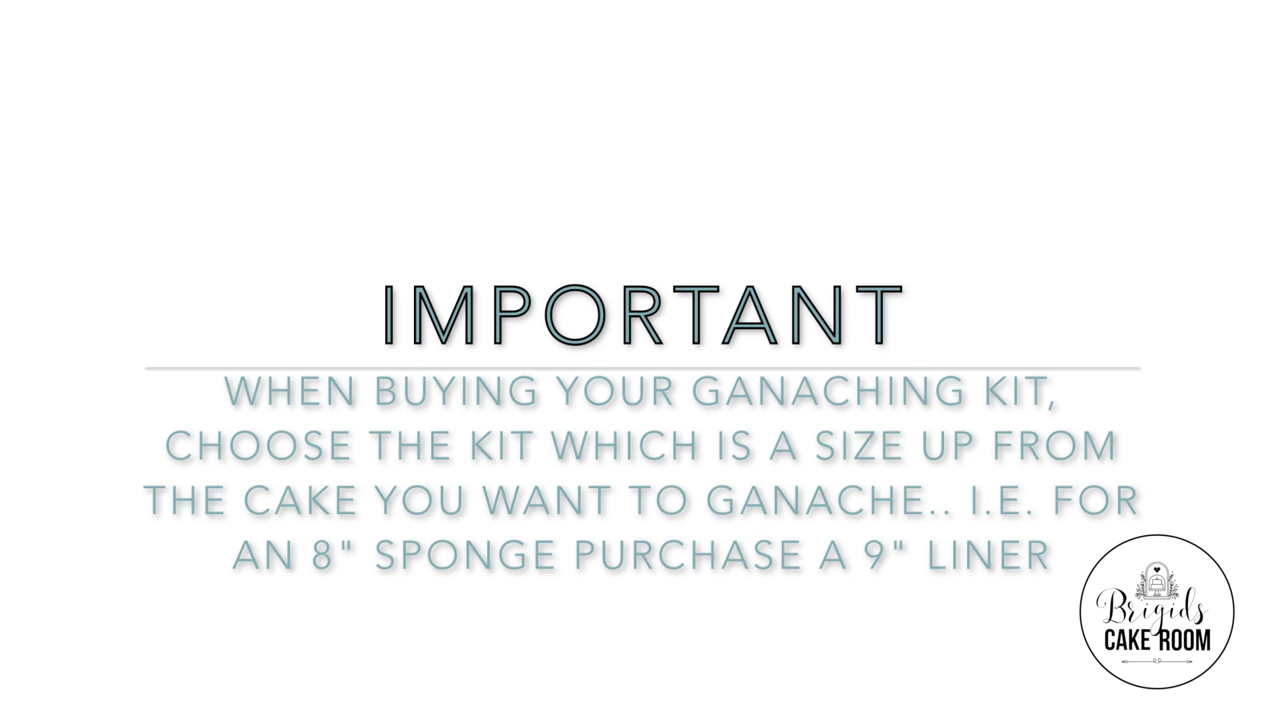 IMPORTANT
WHEN BUYING YOUR GANACHING KIT,
CHOOSE THE KIT WHICH IS A SIZE UP FROM
THE CAKE YOU WANT TO GANACHE.. I.E. FOR
AN 8" SPONGE PURCHASE A 9" LINER
Brigids
CAKE ROOM